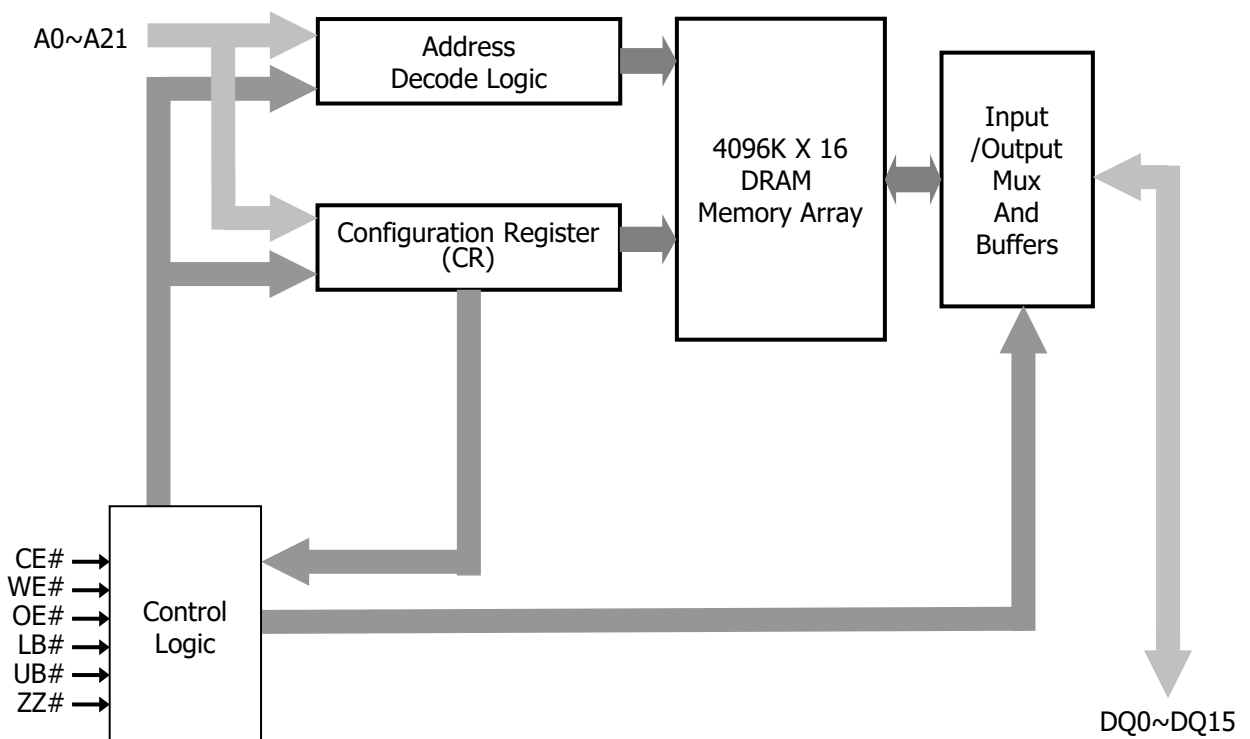 A0~A21
Address
Decode Logic
4096K X 16
DRAM
Memory Array
Input
/Output
Mux
And
Buffers
Configuration Register
(CR)
CE#
WE#
OE#
LB#
UB#
ZZ#
Control
Logic
DQ0~DQ15